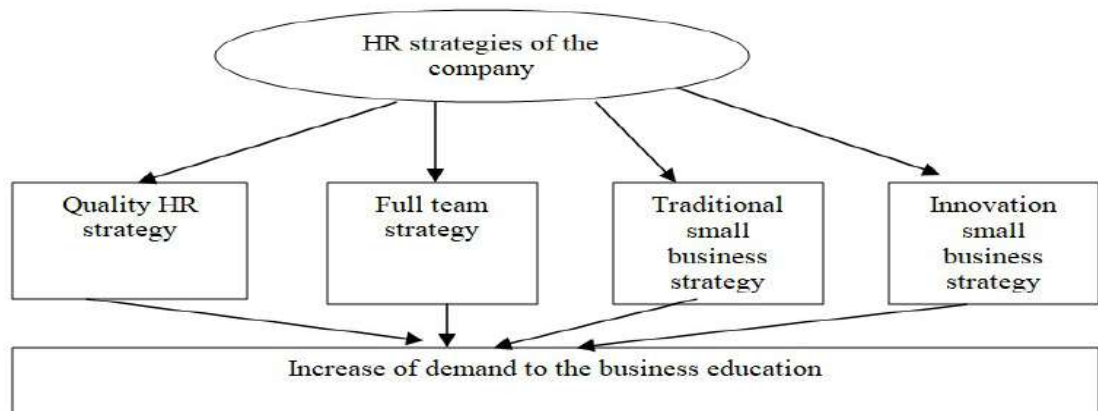 HR strategies of the
company
Quality HR
strategy
Full team
strategy
Traditional
small
business
strategy
Innovation
small
business
strategy
Increase of demand to the business education